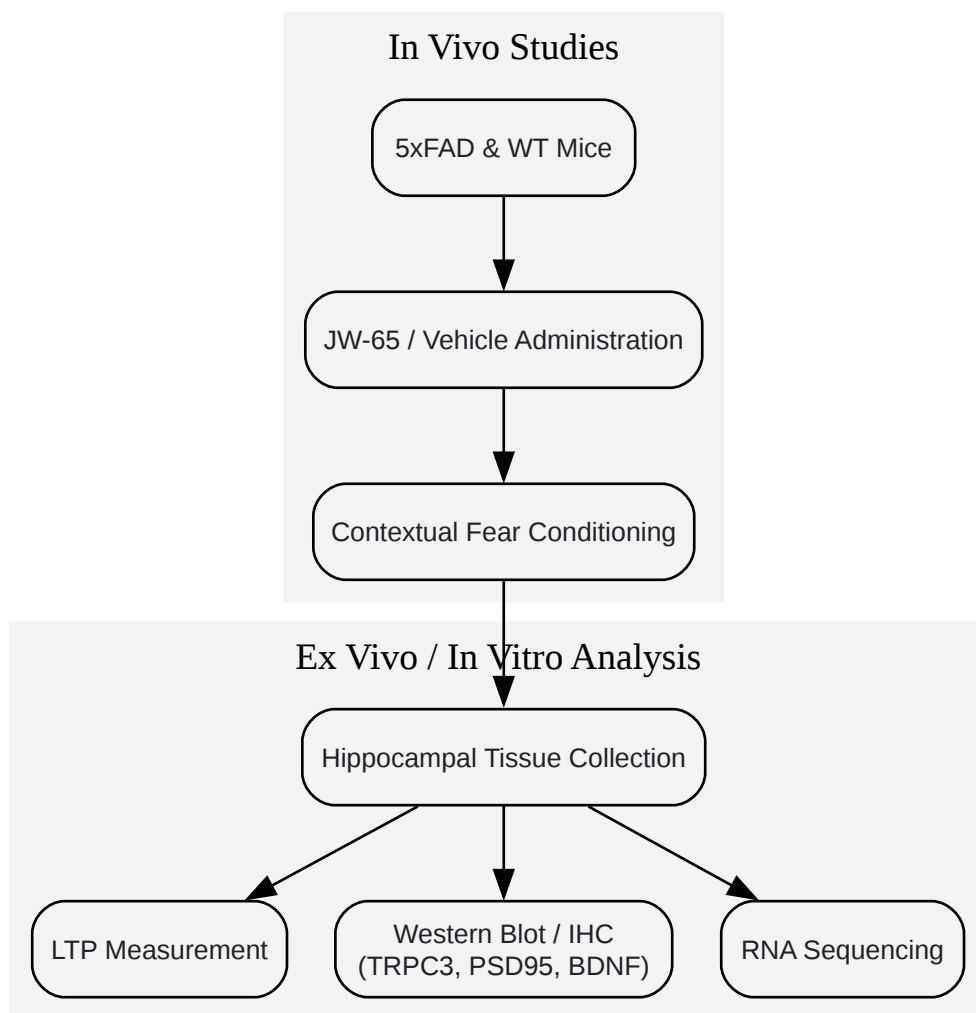 In Vivo Studies
5xFAD & WT Mice
JW-65 / Vehicle Administration
Contextual Fear Conditioning
Ex Vivo / In Vitro Analysis
Hippocampal Tissue Collection
LTP Measurement
Western Blot / IHC
(TRPC3, PSD95, BDNF)
RNA Sequencing